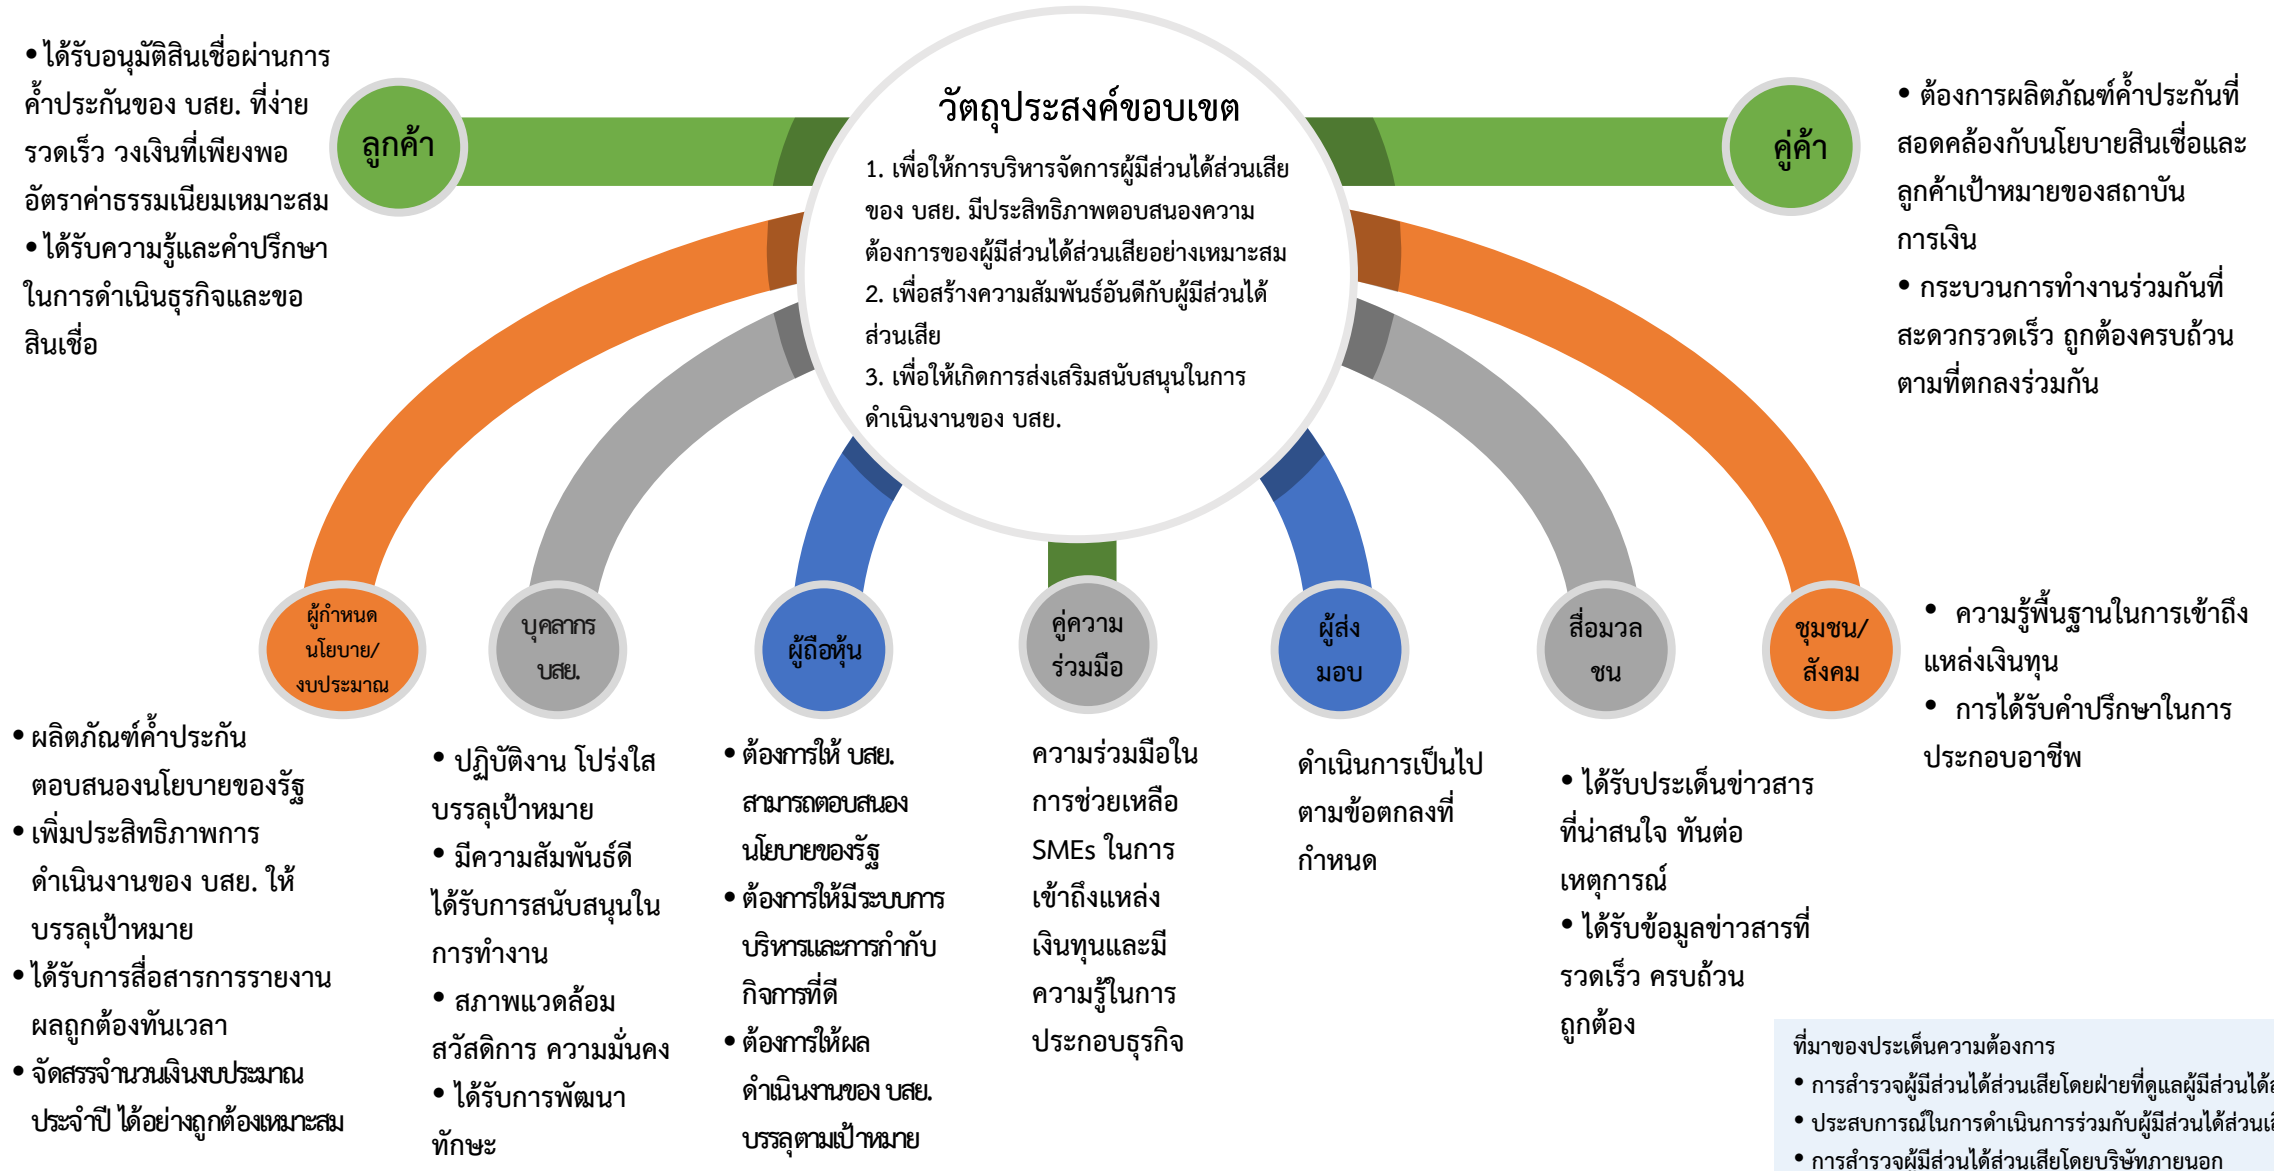 • ได้รับอนุมัติสินเชื่อผ่านการ
ค้ำประกันของ บสย. ที่ง่าย
รวดเร็ว วงเงินที่เพียงพอ
อัตราค่าธรรมเนียมเหมาะสม
• ได้รับความรู้และคำปรึกษา
ในการดำเนินธุรกิจและขอ
สินเชื่อ
ลูกค้า
วัตถุประสงค์ขอบเขต
1. เพื่อให้การบริหารจัดการผู้มีส่วนได้ส่วนเสีย
ของ บสย. มีประสิทธิภาพตอบสนองความ
ต้องการของผู้มีส่วนได้ส่วนเสียอย่างเหมาะสม
2. เพื่อสร้างความสัมพันธ์อันดีกับผู้มีส่วนได้
ส่วนเสีย
3. เพื่อให้เกิดการส่งเสริมสนับสนุนในการ
ดำเนินงานของ บสย.
คู่ค้า
• ต้องการผลิตภัณฑ์ค้ำประกันที่
สอดคล้องกับนโยบายสินเชื่อและ
ลูกค้าเป้าหมายของสถาบัน
การเงิน
• กระบวนการทำงานร่วมกันที่
สะดวกรวดเร็ว ถูกต้องครบถ้วน
ตามที่ตกลงร่วมกัน
ผู้กำหนด
นโยบาย/
งบประมาณ
• ผลิตภัณฑ์ค้ำประกัน
ตอบสนองนโยบายของรัฐ
• เพิ่มประสิทธิภาพการ
ดำเนินงานของ บสย. ให้
บรรลุเป้าหมาย
• ได้รับการสื่อสารการรายงาน
ผลถูกต้องทันเวลา
• จัดสรรจำนวนเงินงบประมาณ
ประจำปี ได้อย่างถูกต้องเหมาะสม
บุคลากร
บสย.
• ปฏิบัติงาน โปร่งใส
บรรลุเป้าหมาย
• มีความสัมพันธ์ดี
ได้รับการสนับสนุนใน
การทำงาน
• สภาพแวดล้อม
สวัสดิการ ความมั่นคง
• ได้รับการพัฒนา
ทักษะ
ผู้ถือหุ้น
• ต้องการให้ บสย.
สามารถตอบสนอง
นโยบายของรัฐ
• ต้องการให้มีระบบการ
บริหารและการกำกับ
กิจการที่ดี
• ต้องการให้ผล
ดำเนินงานของ บสย.
บรรลุตามเป้าหมาย
คู่ความ
ร่วมมือ
ความร่วมมือใน
การช่วยเหลือ
SMEs ในการ
เข้าถึงแหล่ง
เงินทุนและมี
ความรู้ในการ
ประกอบธุรกิจ
ผู้ส่ง
มอบ
ดำเนินการเป็นไป
ตามข้อตกลงที่
กำหนด
สื่อมวล
ชน
• ได้รับประเด็นข่าวสาร
ที่น่าสนใจ ทันต่อ
เหตุการณ์
• ได้รับข้อมูลข่าวสารที่
รวดเร็ว ครบถ้วน
ถูกต้อง
ชุมชน/
สังคม
• ความรู้พื้นฐานในการเข้าถึง
แหล่งเงินทุน
• การได้รับคำปรึกษาในการ
ประกอบอาชีพ
ที่มาของประเด็นความต้องการ
• การสำรวจผู้มีส่วนได้ส่วนเสียโดยฝ่ายที่ดูแลผู้มีส่วนได้
• ประสบการณ์ในการดำเนินการร่วมกับผู้มีส่วนได้ส่วน
• การสำรวจผู้มีส่วนได้ส่วนเสียโดยบริษัทภายนอก